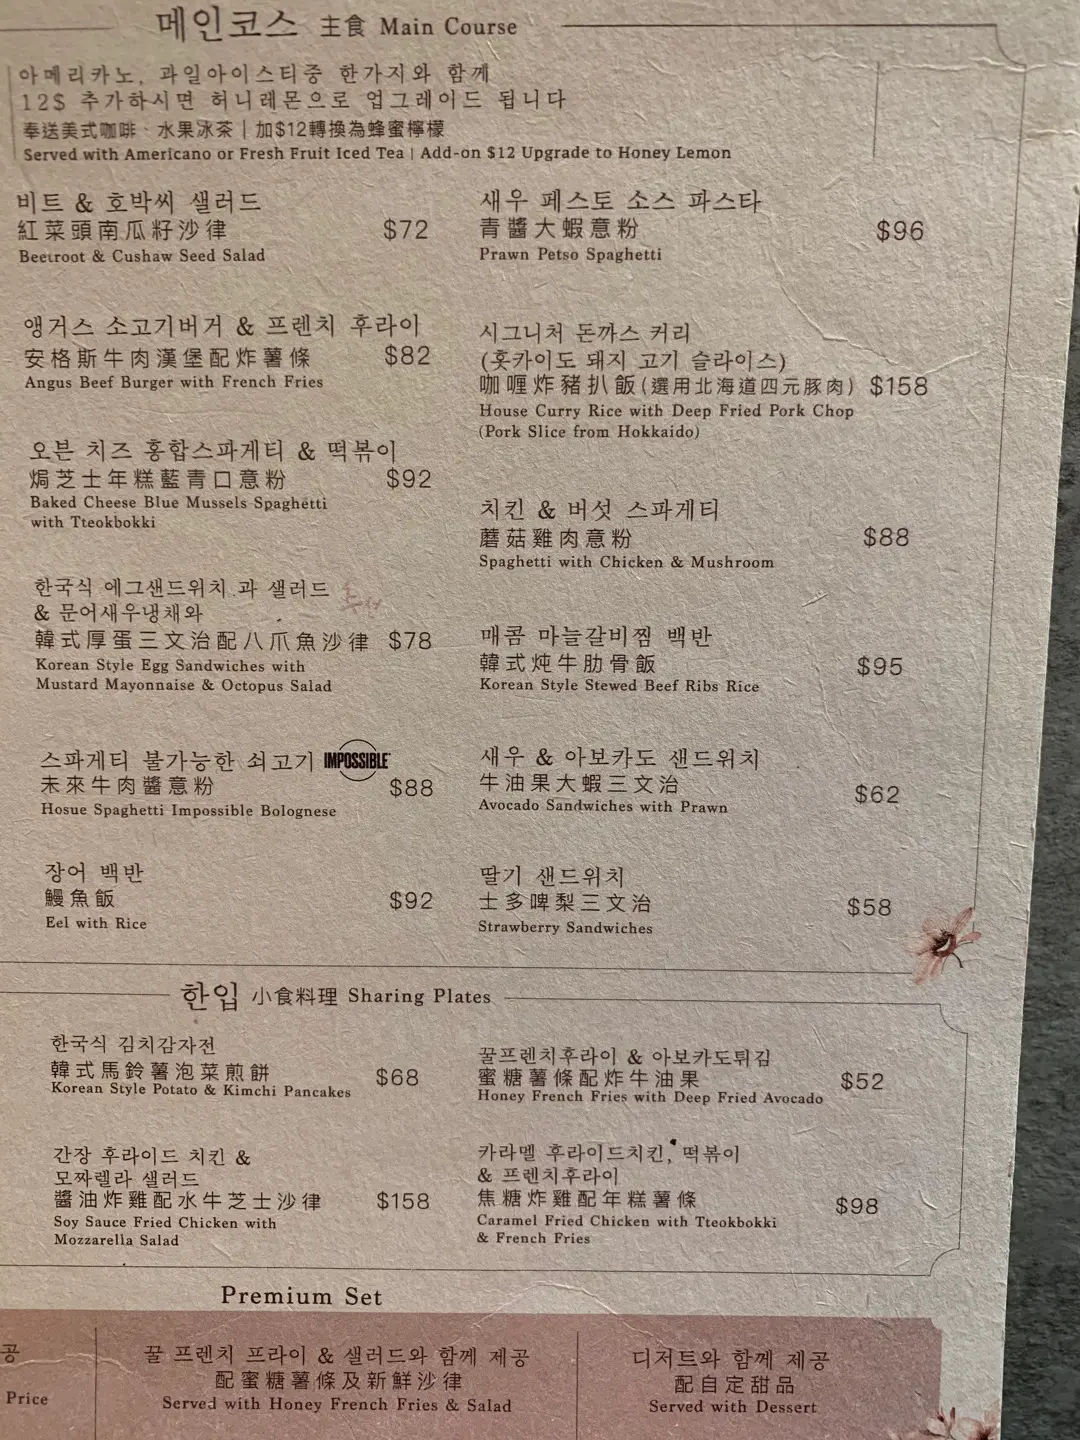 메인코스 主食 Main Course
아메리카노, 과일아이스티중 한가지와 함께
12$ 추가하시면 허니레몬으로 업그레이드 됩니다
奉送美式咖啡、水果冰茶 | 加$12轉換為蜂蜜檸檬
Served with Americano or Fresh Fruit Iced Tea | Add-on $12 Upgrade to Honey Lemon
비트 & 호박씨 샐러드
紅菜頭南瓜籽沙律 $72
Beetroot & Cushaw Seed Salad
앵거스 소고기버거 & 프렌치 후라이
安格斯牛肉漢堡配炸薯條 $82
Angus Beef Burger with French Fries
오븐 치즈 홍합스파게티 & 떡볶이
焗芝士年糕藍青口意粉 $92
Baked Cheese Blue Mussels Spaghetti
with Tteokbokki
한국식 에그샌드위치 과 샐러드
& 문어새우냉채와
韓式厚蛋三文治配八爪魚沙律 $78
Korean Style Egg Sandwiches with
Mustard Mayonnaise & Octopus Salad
스파게티 불가능한 쇠고기 IMPOSSIBLE
未來牛肉醬意粉 $88
Hosue Spaghetti Impossible Bolognese
장어 백반
鰻魚飯 $92
Eel with Rice
새우 페스토 소스 파스타
青醬大蝦意粉 $96
Prawn Petso Spaghetti
시그니처 돈까스 커리
(홋카이도 돼지 고기 슬라이스)
咖喱炸豬扒飯(選用北海道四元豚肉) $158
House Curry Rice with Deep Fried Pork Chop
(Pork Slice from Hokkaido)
치킨 & 버섯 스파게티
蘑菇雞肉意粉 $88
Spaghetti with Chicken & Mushroom
매콤 마늘갈비찜 백반
韓式炖牛肋骨飯 $95
Korean Style Stewed Beef Ribs Rice
새우 & 아보카도 샌드위치
牛油果大蝦三文治 $62
Avocado Sandwiches with Prawn
딸기 샌드위치
士多啤梨三文治 $58
Strawberry Sandwiches
한입 小食料理 Sharing Plates
한국식 김치감자전
韓式馬鈴薯泡菜煎餅 $68
Korean Style Potato & Kimchi Pancakes
간장 후라이드 치킨 &
모짜렐라 샐러드
醬油炸雞配水牛芝士沙律 $158
Soy Sauce Fried Chicken with
Mozzarella Salad
꿀프렌치후라이 & 아보카도튀김
蜜糖薯條配炸牛油果 $52
Honey French Fries with Deep Fried Avocado
카라멜 후라이드치킨, 떡볶이
& 프렌치후라이
焦糖炸雞配年糕薯條 $98
Caramel Fried Chicken with Tteokbokki
& French Fries
Premium Set
공
Price
꿀 프렌치 프라이 & 샐러드와 함께 제공
配蜜糖薯條及新鮮沙律
Served with Honey French Fries & Salad
디저트와 함께 제공
配自定甜品
Served with Dessert